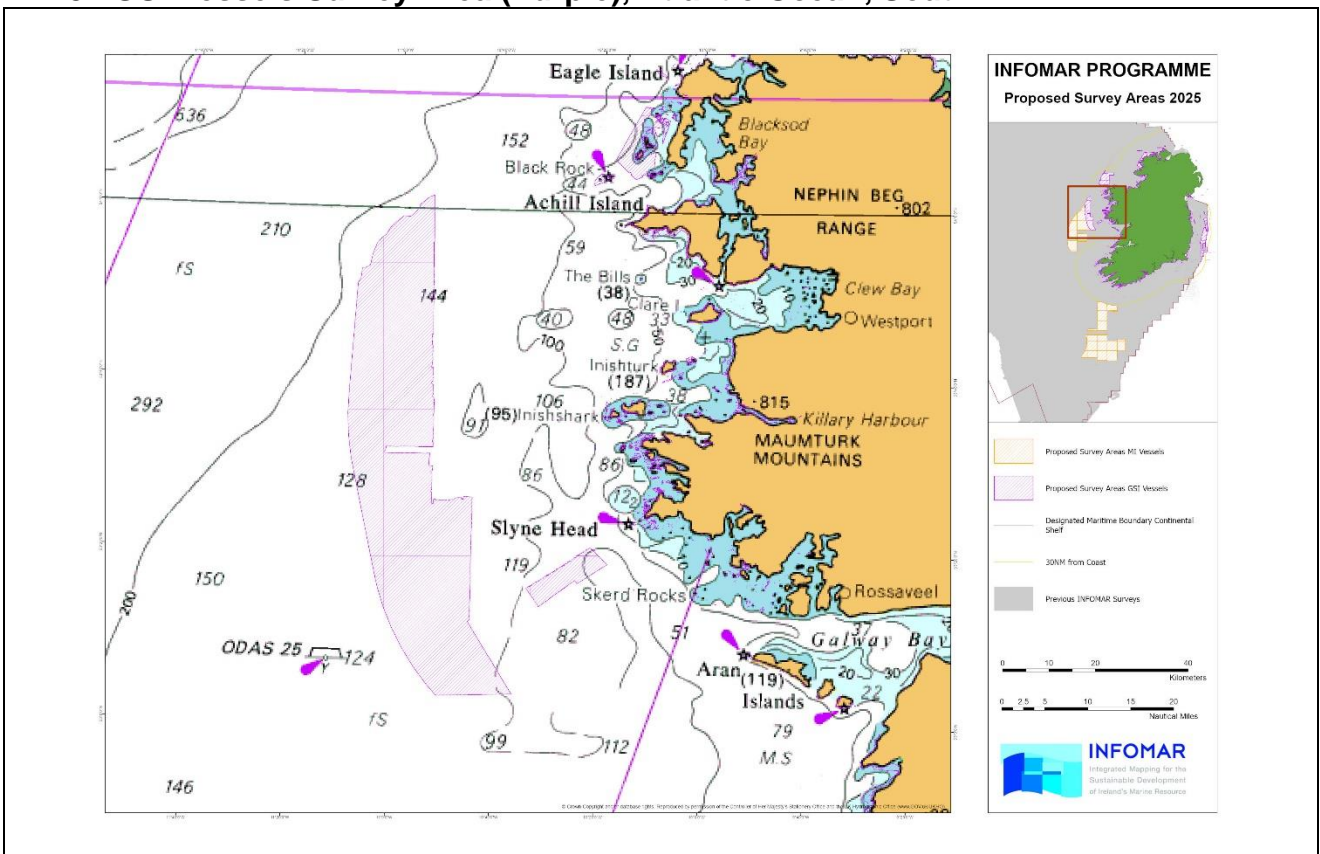 Eagle Island
636
48
152
Blacksod
Bay
Black Rock
44
Achill Island
NEPHIN BEG
802
RANGE
210
59
fS
20
30
The Bills
(38)
Clew Bay
144
Clare I
20
40
48
33
Westport
100
60
S.G
Inishturk
(187)
292
38
106
815
91
(95)
Inishshark
Killary Harbour
MAUMTURK
MOUNTAINS
86
86
128
12₂
Slyne Head
119
150
Skerd Rocks
Rossaveel
200
82
51
37
Galway Bay
ODAS 25
124
Y
20
30
Aran
(119)
Islands
22
fS
79
99
112
M.S
146
INFOMAR PROGRAMME
Proposed Survey Areas 2025
Proposed Survey Areas MI Vessels
Proposed Survey Areas GSI Vessels
Designated Maritime Boundary Continental
Shelf
30NM from Coast
Previous INFOMAR Surveys
0 5 10 20 40
Kilometers
0 2.5 5 10 15 20
Nautical Miles
INFOMAR
Integrated Mapping for the
Sustainable Development
of Ireland's Marine Resource